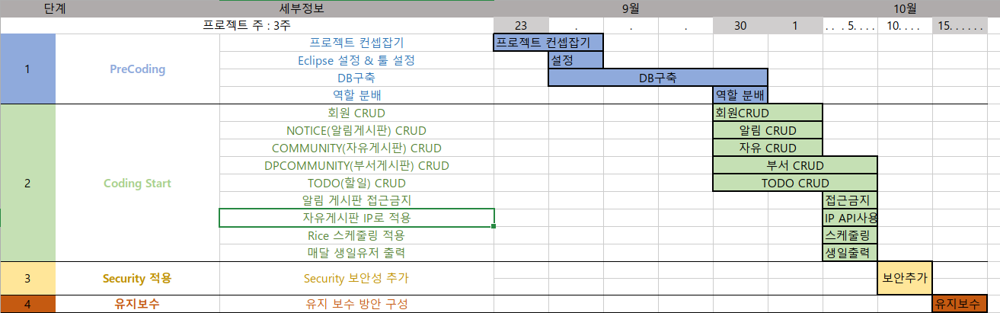 단계 세부정보 9월 10월
프로젝트 주 : 3주 23 . . . 30 1 . . . 5. . . . 10. . . . 15. . . . . .
1 PreCoding 프로젝트 컨셉잡기 프로젝트 컨셉잡기
Eclipse 설정 & 툴 설정 설정
DB구축 DB구축
역할 분배 역할 분배
2 Coding Start 회원 CRUD 회원CRUD
NOTICE(알림게시판) CRUD 알림 CRUD
COMMUNITY(자유게시판) CRUD 자유 CRUD
DPCOMMUNITY(부서게시판) CRUD 부서 CRUD
TODO(할일) CRUD TODO CRUD
알림 게시판 접근금지 접근금지
자유게시판 IP로 적용 IP API사용
Rice 스케줄링 적용 스케줄링
매달 생일유저 출력 생일출력
3 Security 적용 Security 보안성 추가 보안추가
4 유지보수 유지 보수 방안 구성 유지보수